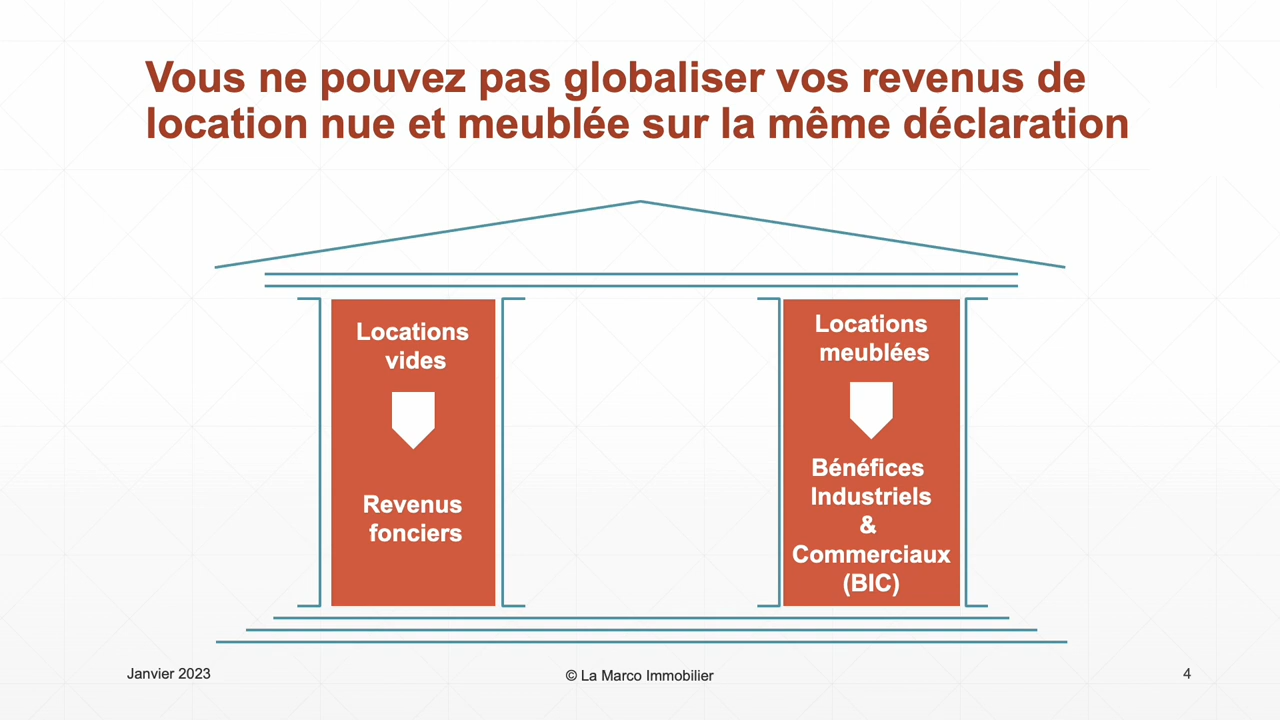 Vous ne pouvez pas globaliser vos revenus de
location nue et meublée sur la même déclaration
Locations
vides
Revenus
fonciers
Locations
meublées
Bénéfices
Industriels
&
Commerciaux
(BIC)
Janvier 2023
© La Marco Immobilier
4